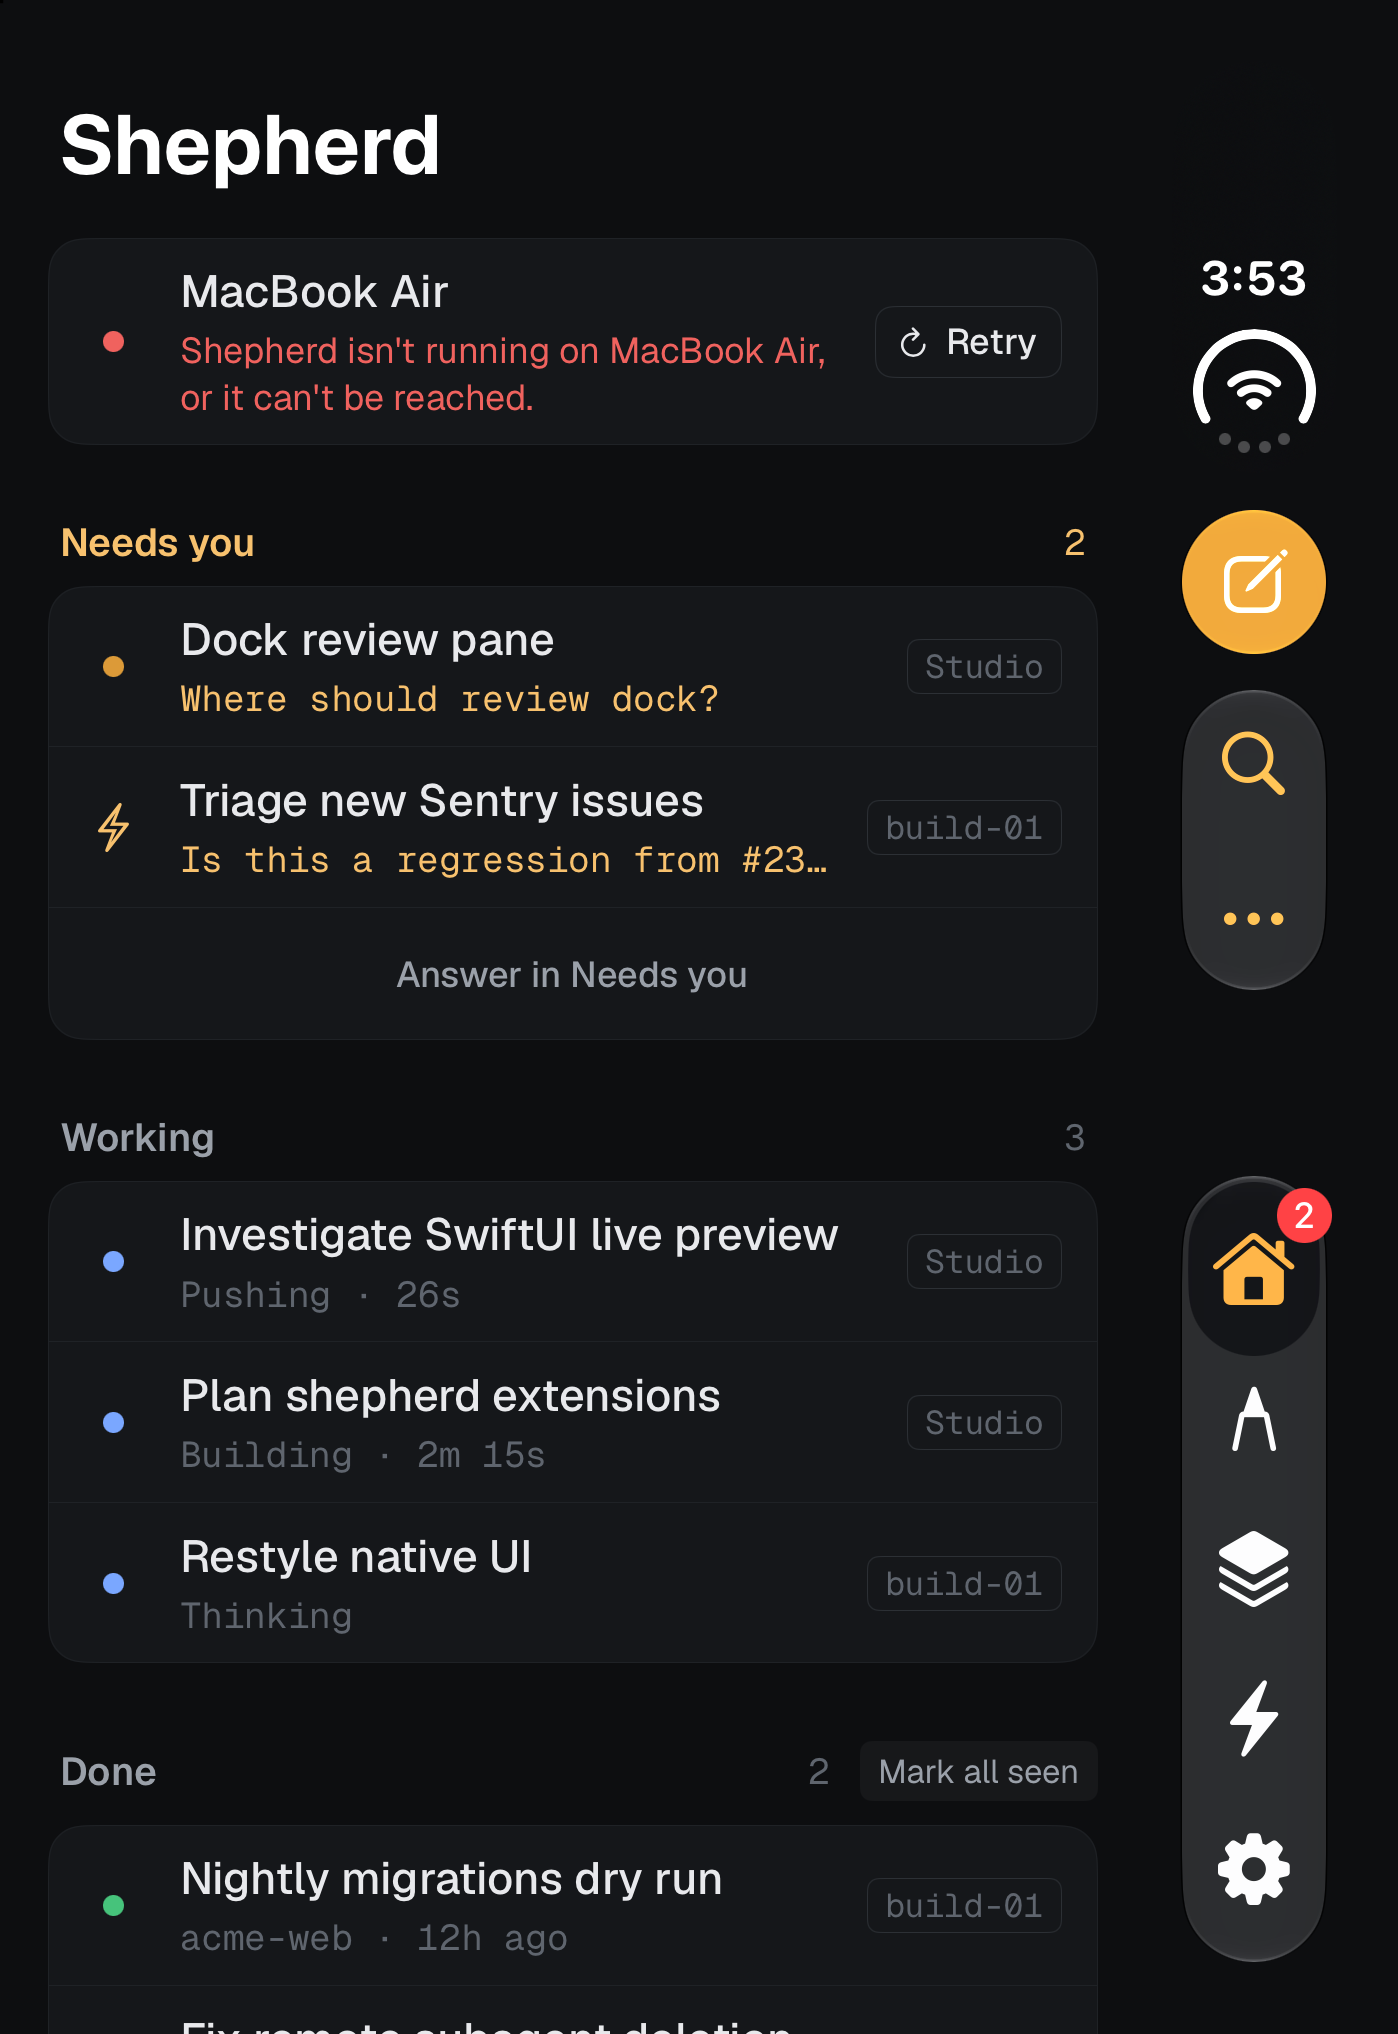 Shepherd
MacBook Air
Shepherd isn't running on MacBook Air,
or it can't be reached.
Retry
3:53
Needs you
2
Dock review pane
Where should review dock?
Studio
Triage new Sentry issues
Is this a regression from #23…
build-01
Answer in Needs you
Working
3
Investigate SwiftUI live preview
Pushing · 26s
Studio
2
Plan shepherd extensions
Building · 2m 15s
Studio
Restyle native UI
Thinking
build-01
Done
2
Mark all seen
Nightly migrations dry run
acme-web · 12h ago
build-01
Fix remote subagent deletion